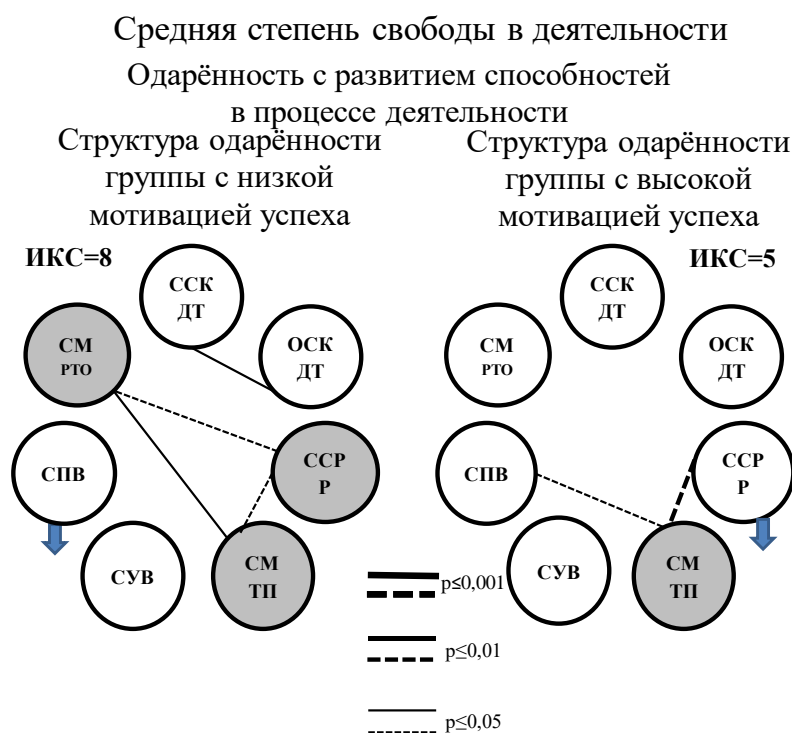 Средняя степень свободы в деятельности
Одарённость с развитием способностей
в процессе деятельности
Структура одарённости
группы с низкой
мотивацией успеха
ИКС=8
ССК
ДТ
СМ
РТО
ОСК
ДТ
СПВ
ССР
Р
СУВ
СМ
ТП
Структура одарённости
группы с высокой
мотивацией успеха
ИКС=5
ССК
ДТ
СМ
РТО
ОСК
ДТ
СПВ
ССР
Р
СУВ
СМ
ТП
p≤0,001
p≤0,01
p≤0,05